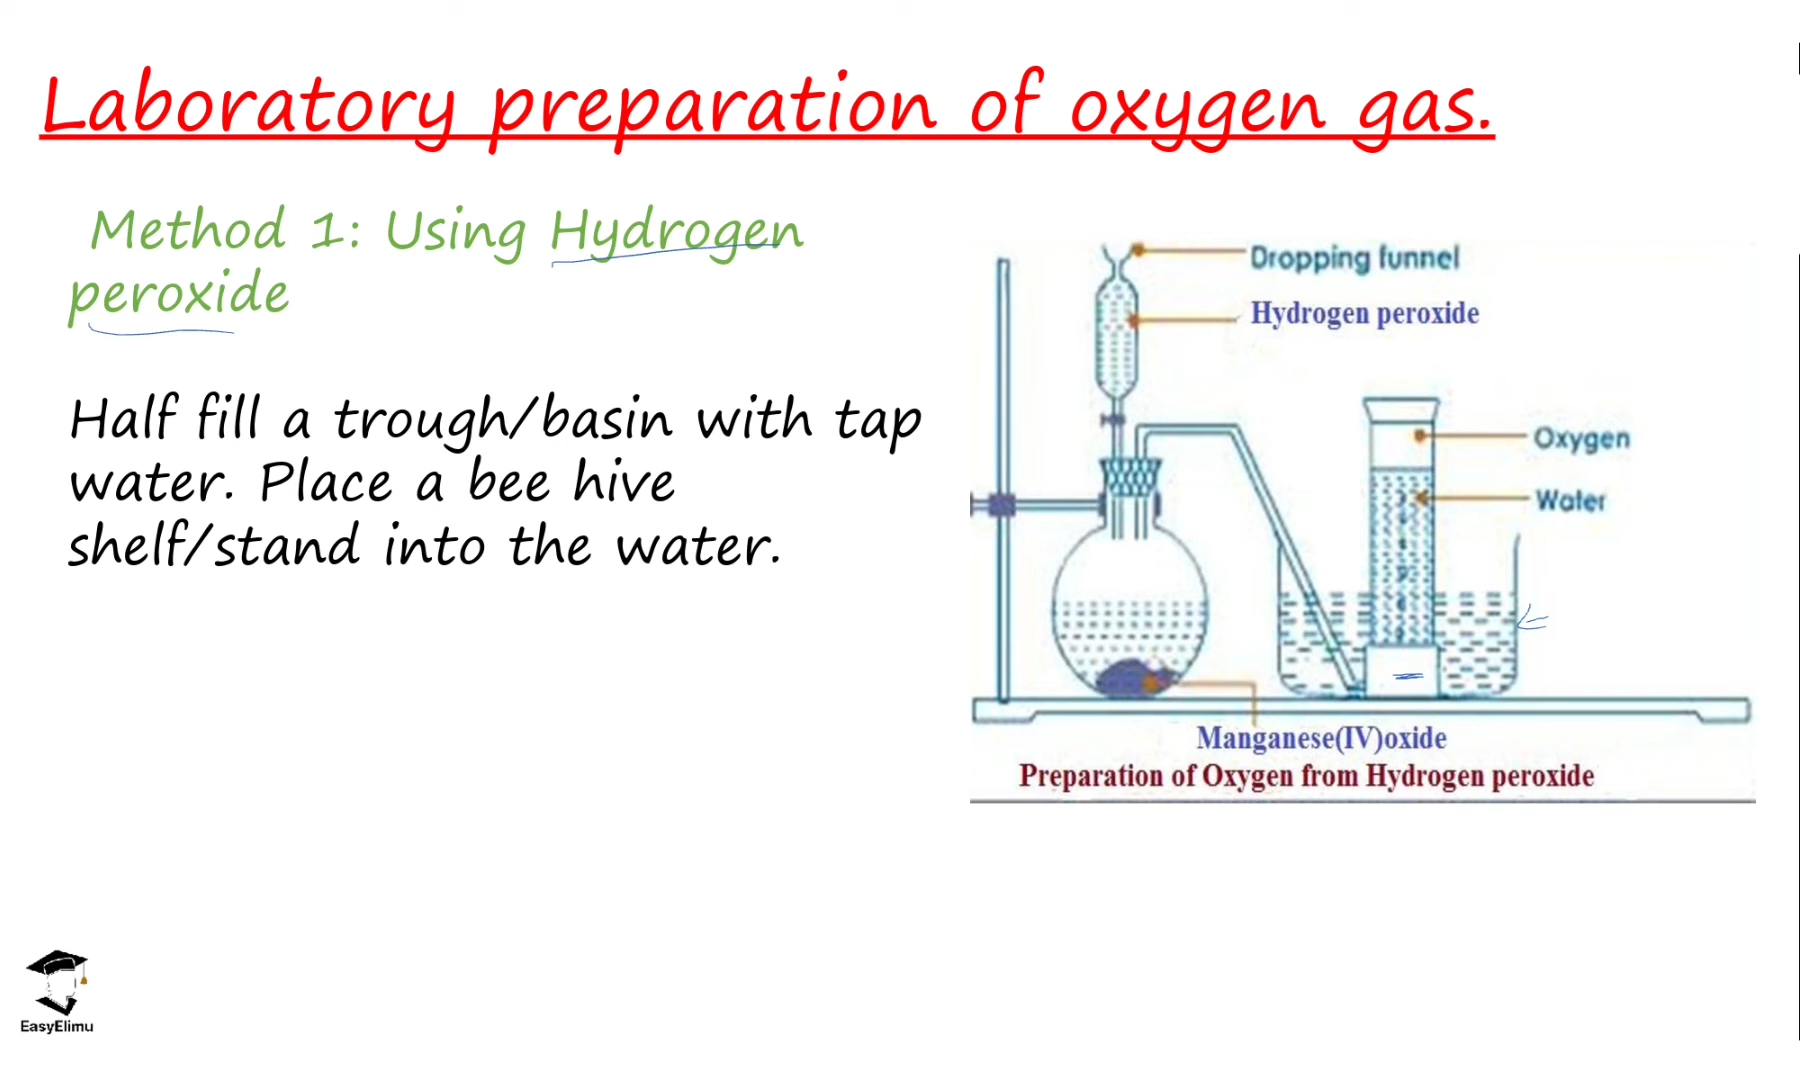 Laboratory preparation of oxygen gas.
Method 1: Using Hydrogen
peroxide
Half fill a trough/basin with tap
water. Place a bee hive
shelf/stand into the water.
Dropping funnel
Hydrogen peroxide
Oxygen
Water
Manganese(IV)oxide
Preparation of Oxygen from Hydrogen peroxide
EasyElimu